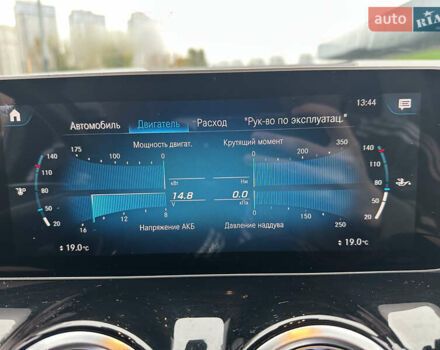 auto RIA
13:44
Автомобиль Двигатель Расход "Рук-во по эксплуатац."
Мощность двигат. Крутящий момент
175 100 0 0 200 350
140 140
110 110
80 80
50 50
20 20
кВт Нм
14.8 0.0
V кПа
16 12 8 0 130 250
Напряжение АКБ Давление наддува
19.0°C 19.0°C